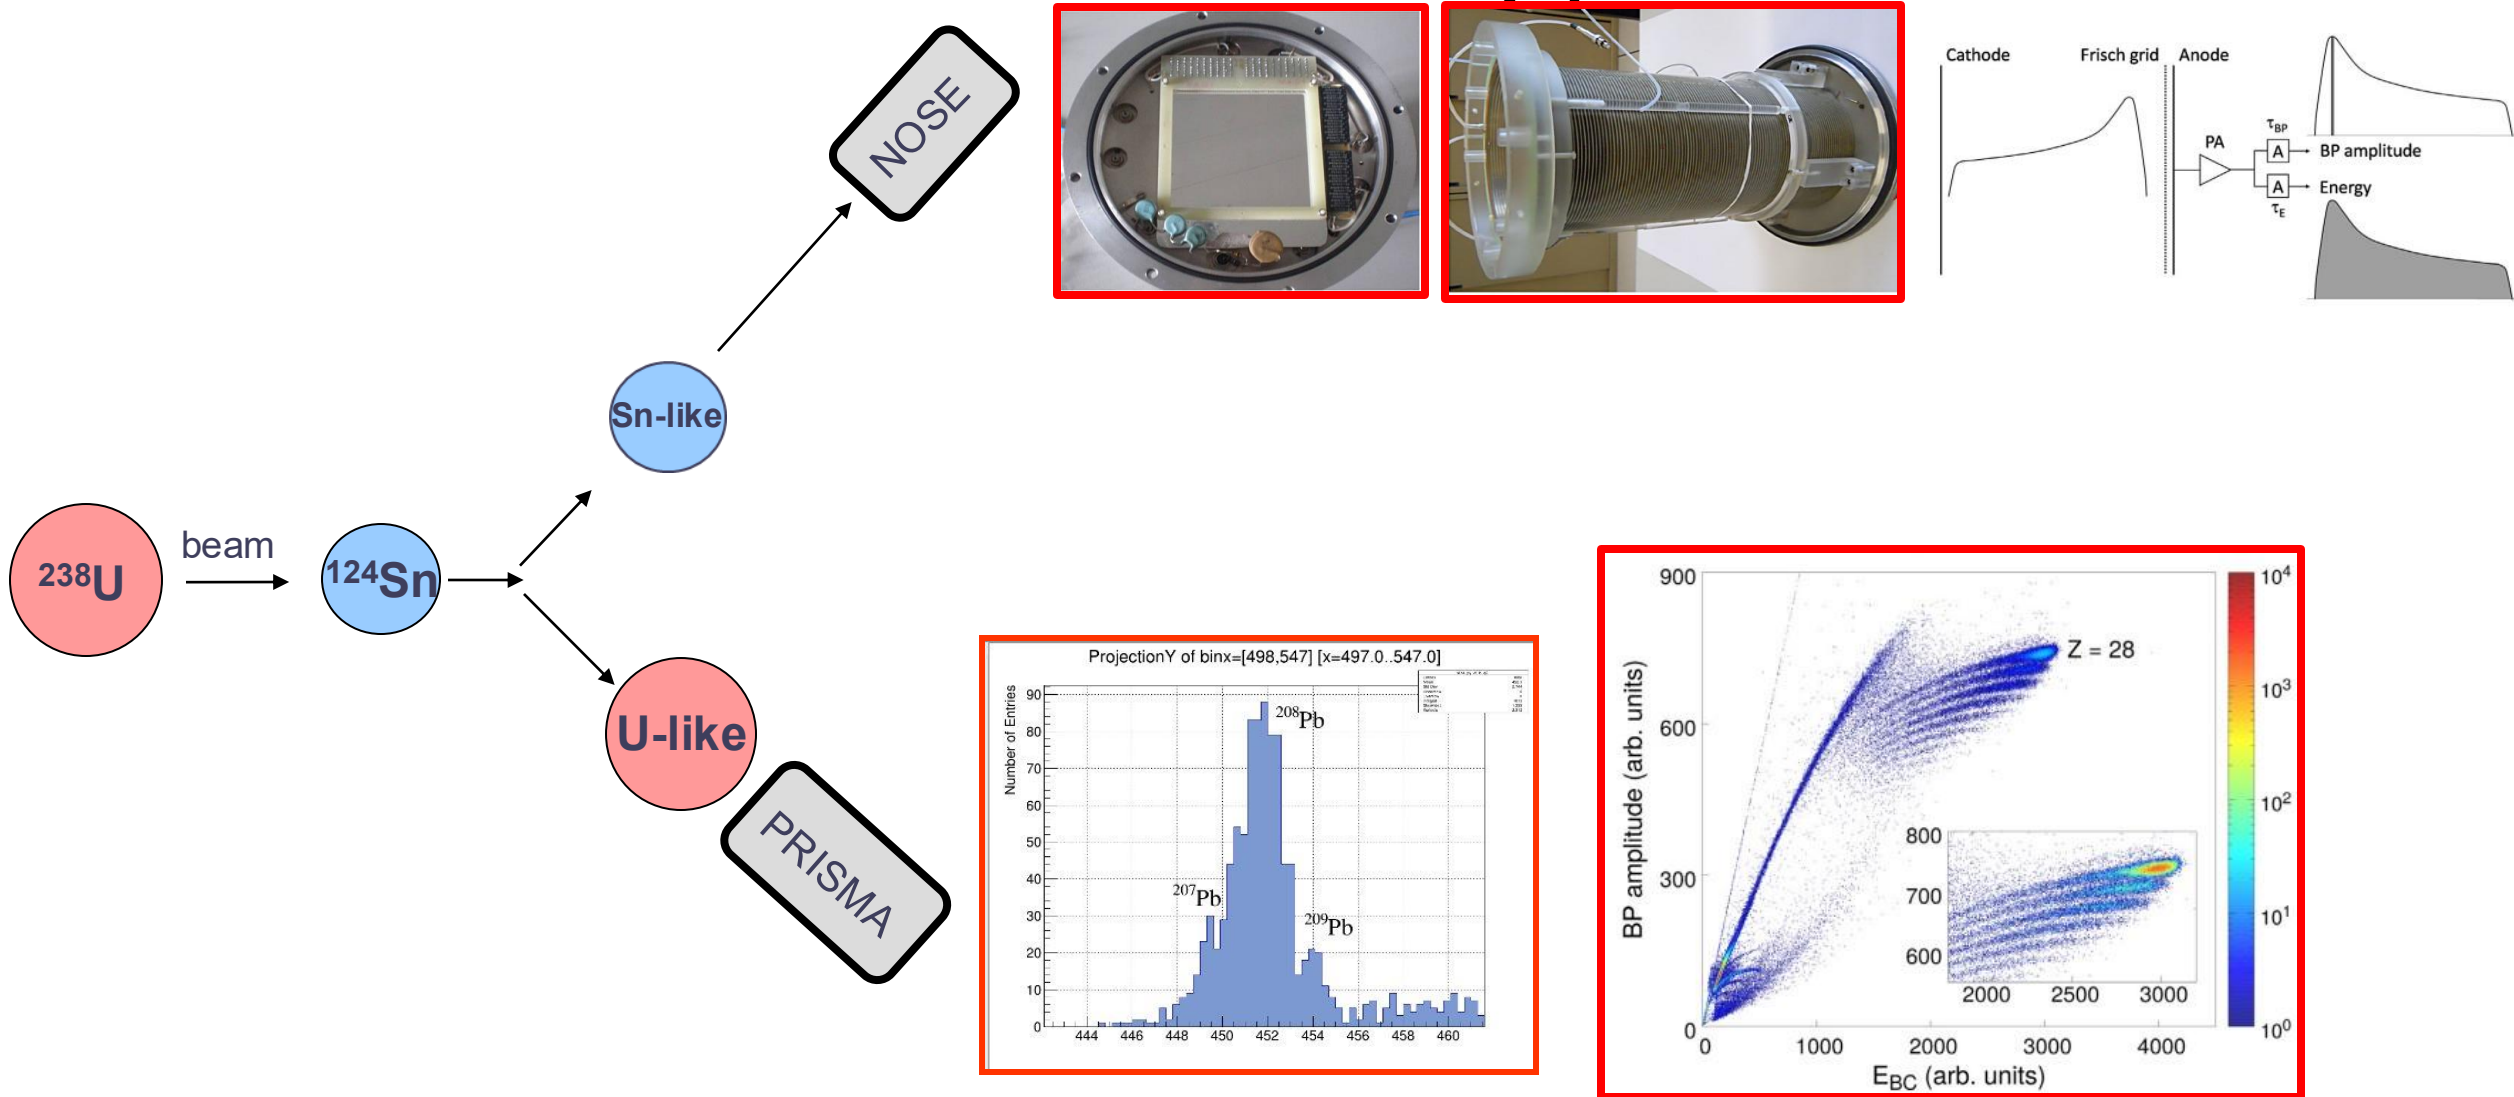 NOSE
Sn-like
238U
beam
124Sn
U-like
PRISMA
Cathode
Frisch grid
Anode
PA
τBP
A
BP amplitude
A
Energy
τE
ProjectionY of binx=[498,547] [x=497.0..547.0]
Number of Entries
90
80
70
60
50
40
30
20
10
0
208Pb
207Pb
209Pb
444 446 448 450 452 454 456 458 460
BP amplitude (arb. units)
900
600
300
0
Z = 28
800
700
600
2000 2500 3000
0 1000 2000 3000 4000
EBC (arb. units)
10^4
10^3
10^2
10^1
10^0